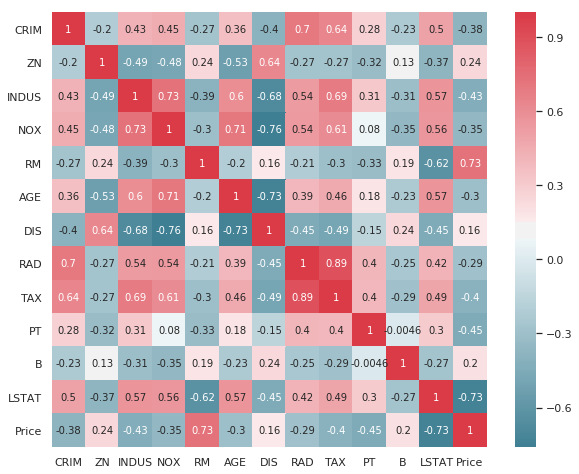 CRIM 1 -0.2 0.43 0.45 -0.27 0.36 -0.4 0.7 0.64 0.28 -0.23 0.5 -0.38
ZN -0.2 1 -0.49 -0.48 0.24 -0.53 0.64 -0.27 -0.27 -0.32 0.13 -0.37 0.24
INDUS 0.43 -0.49 1 0.73 -0.39 0.6 -0.68 0.54 0.69 0.31 -0.31 0.57 -0.43
NOX 0.45 -0.48 0.73 1 -0.3 0.71 -0.76 0.54 0.61 0.08 -0.35 0.56 -0.35
RM -0.27 0.24 -0.39 -0.3 1 -0.2 0.16 -0.21 -0.3 -0.33 0.19 -0.62 0.73
AGE 0.36 -0.53 0.6 0.71 -0.2 1 -0.73 0.39 0.46 0.18 -0.23 0.57 -0.3
DIS -0.4 0.64 -0.68 -0.76 0.16 -0.73 1 -0.45 -0.49 -0.15 0.24 -0.45 0.16
RAD 0.7 -0.27 0.54 0.54 -0.21 0.39 -0.45 1 0.89 0.4 -0.25 0.42 -0.29
TAX 0.64 -0.27 0.69 0.61 -0.3 0.46 -0.49 0.89 1 0.4 -0.29 0.49 -0.4
PT 0.28 -0.32 0.31 0.08 -0.33 0.18 -0.15 0.4 0.4 1 -0.0046 0.3 -0.45
B -0.23 0.13 -0.31 -0.35 0.19 -0.23 0.24 -0.25 -0.29 -0.0046 1 -0.27 0.2
LSTAT 0.5 -0.37 0.57 0.56 -0.62 0.57 -0.45 0.42 0.49 0.3 -0.27 1 -0.73
Price -0.38 0.24 -0.43 -0.35 0.73 -0.3 0.16 -0.29 -0.4 -0.45 0.2 -0.73 1
CRIM ZN INDUS NOX RM AGE DIS RAD TAX PT B LSTAT Price
0.9
0.6
0.3
0.0
−0.3
−0.6